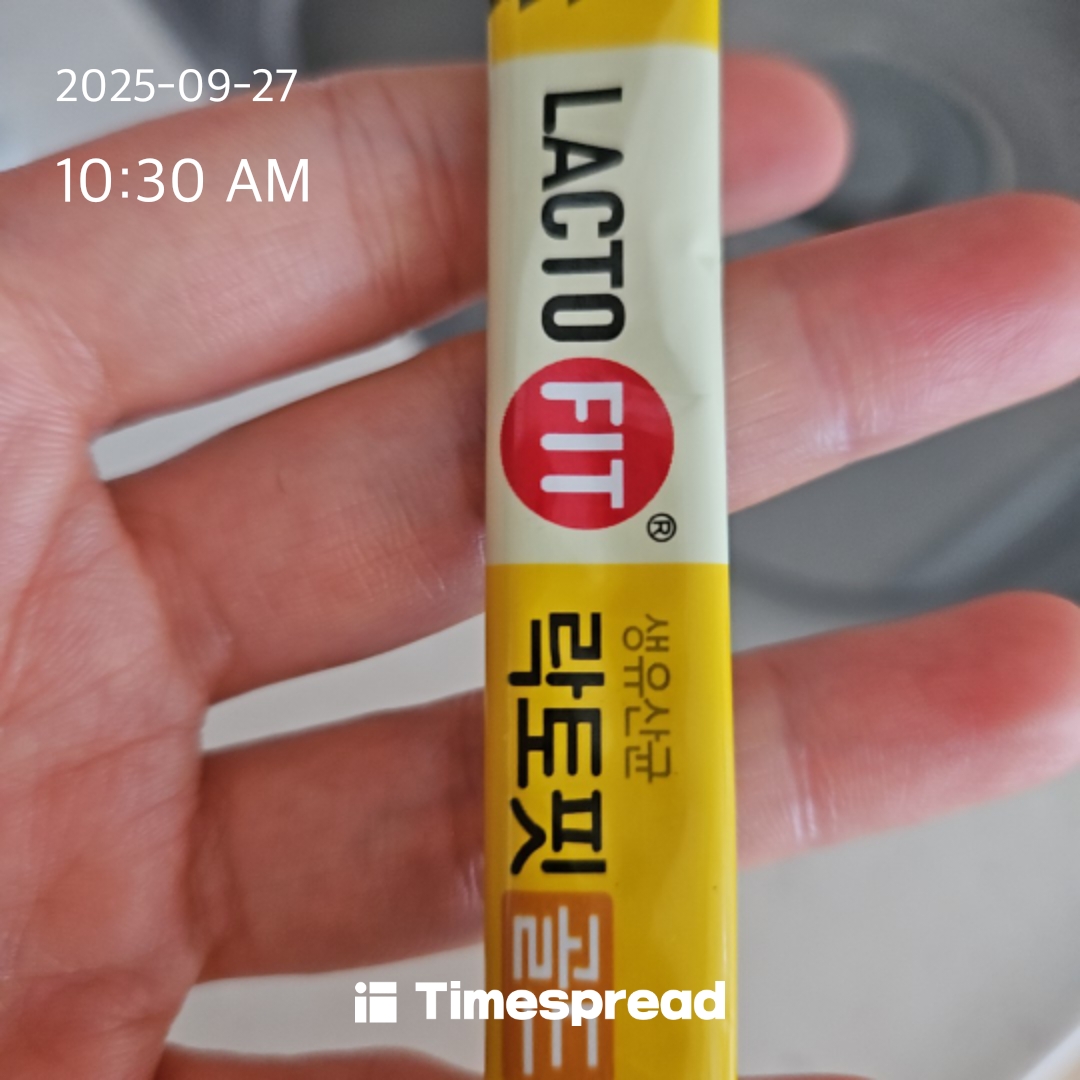 2025-09-27
10:30 AM
LACTO FIT®
생유산균
락토핏 골드
Timespread